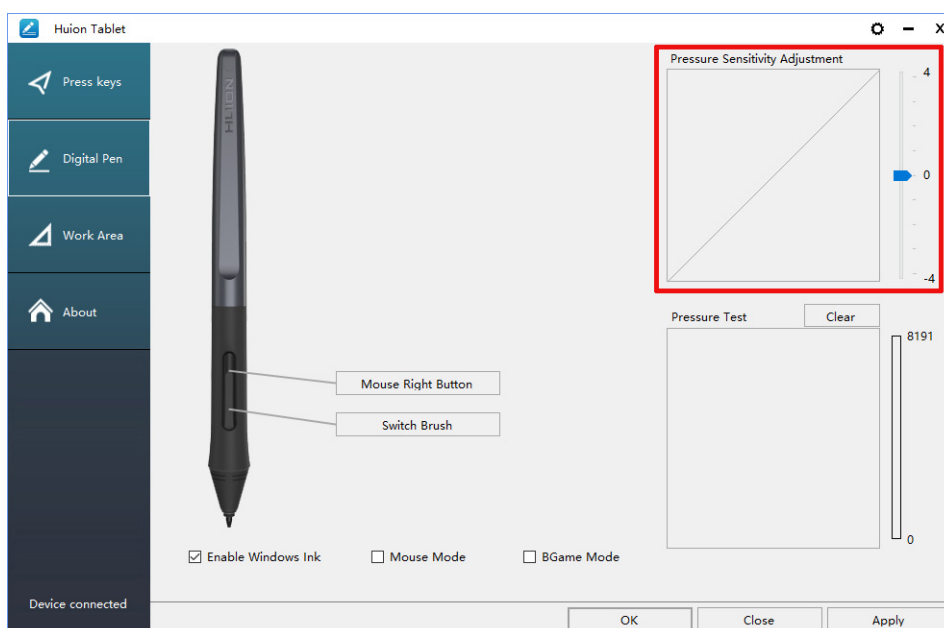 Huion Tablet
Press keys
Digital Pen
Work Area
About
Device connected
HUION
Mouse Right Button
Switch Brush
Enable Windows Ink
Mouse Mode
BGame Mode
Pressure Sensitivity Adjustment
4
0
-4
Pressure Test
Clear
8191
0
OK
Close
Apply